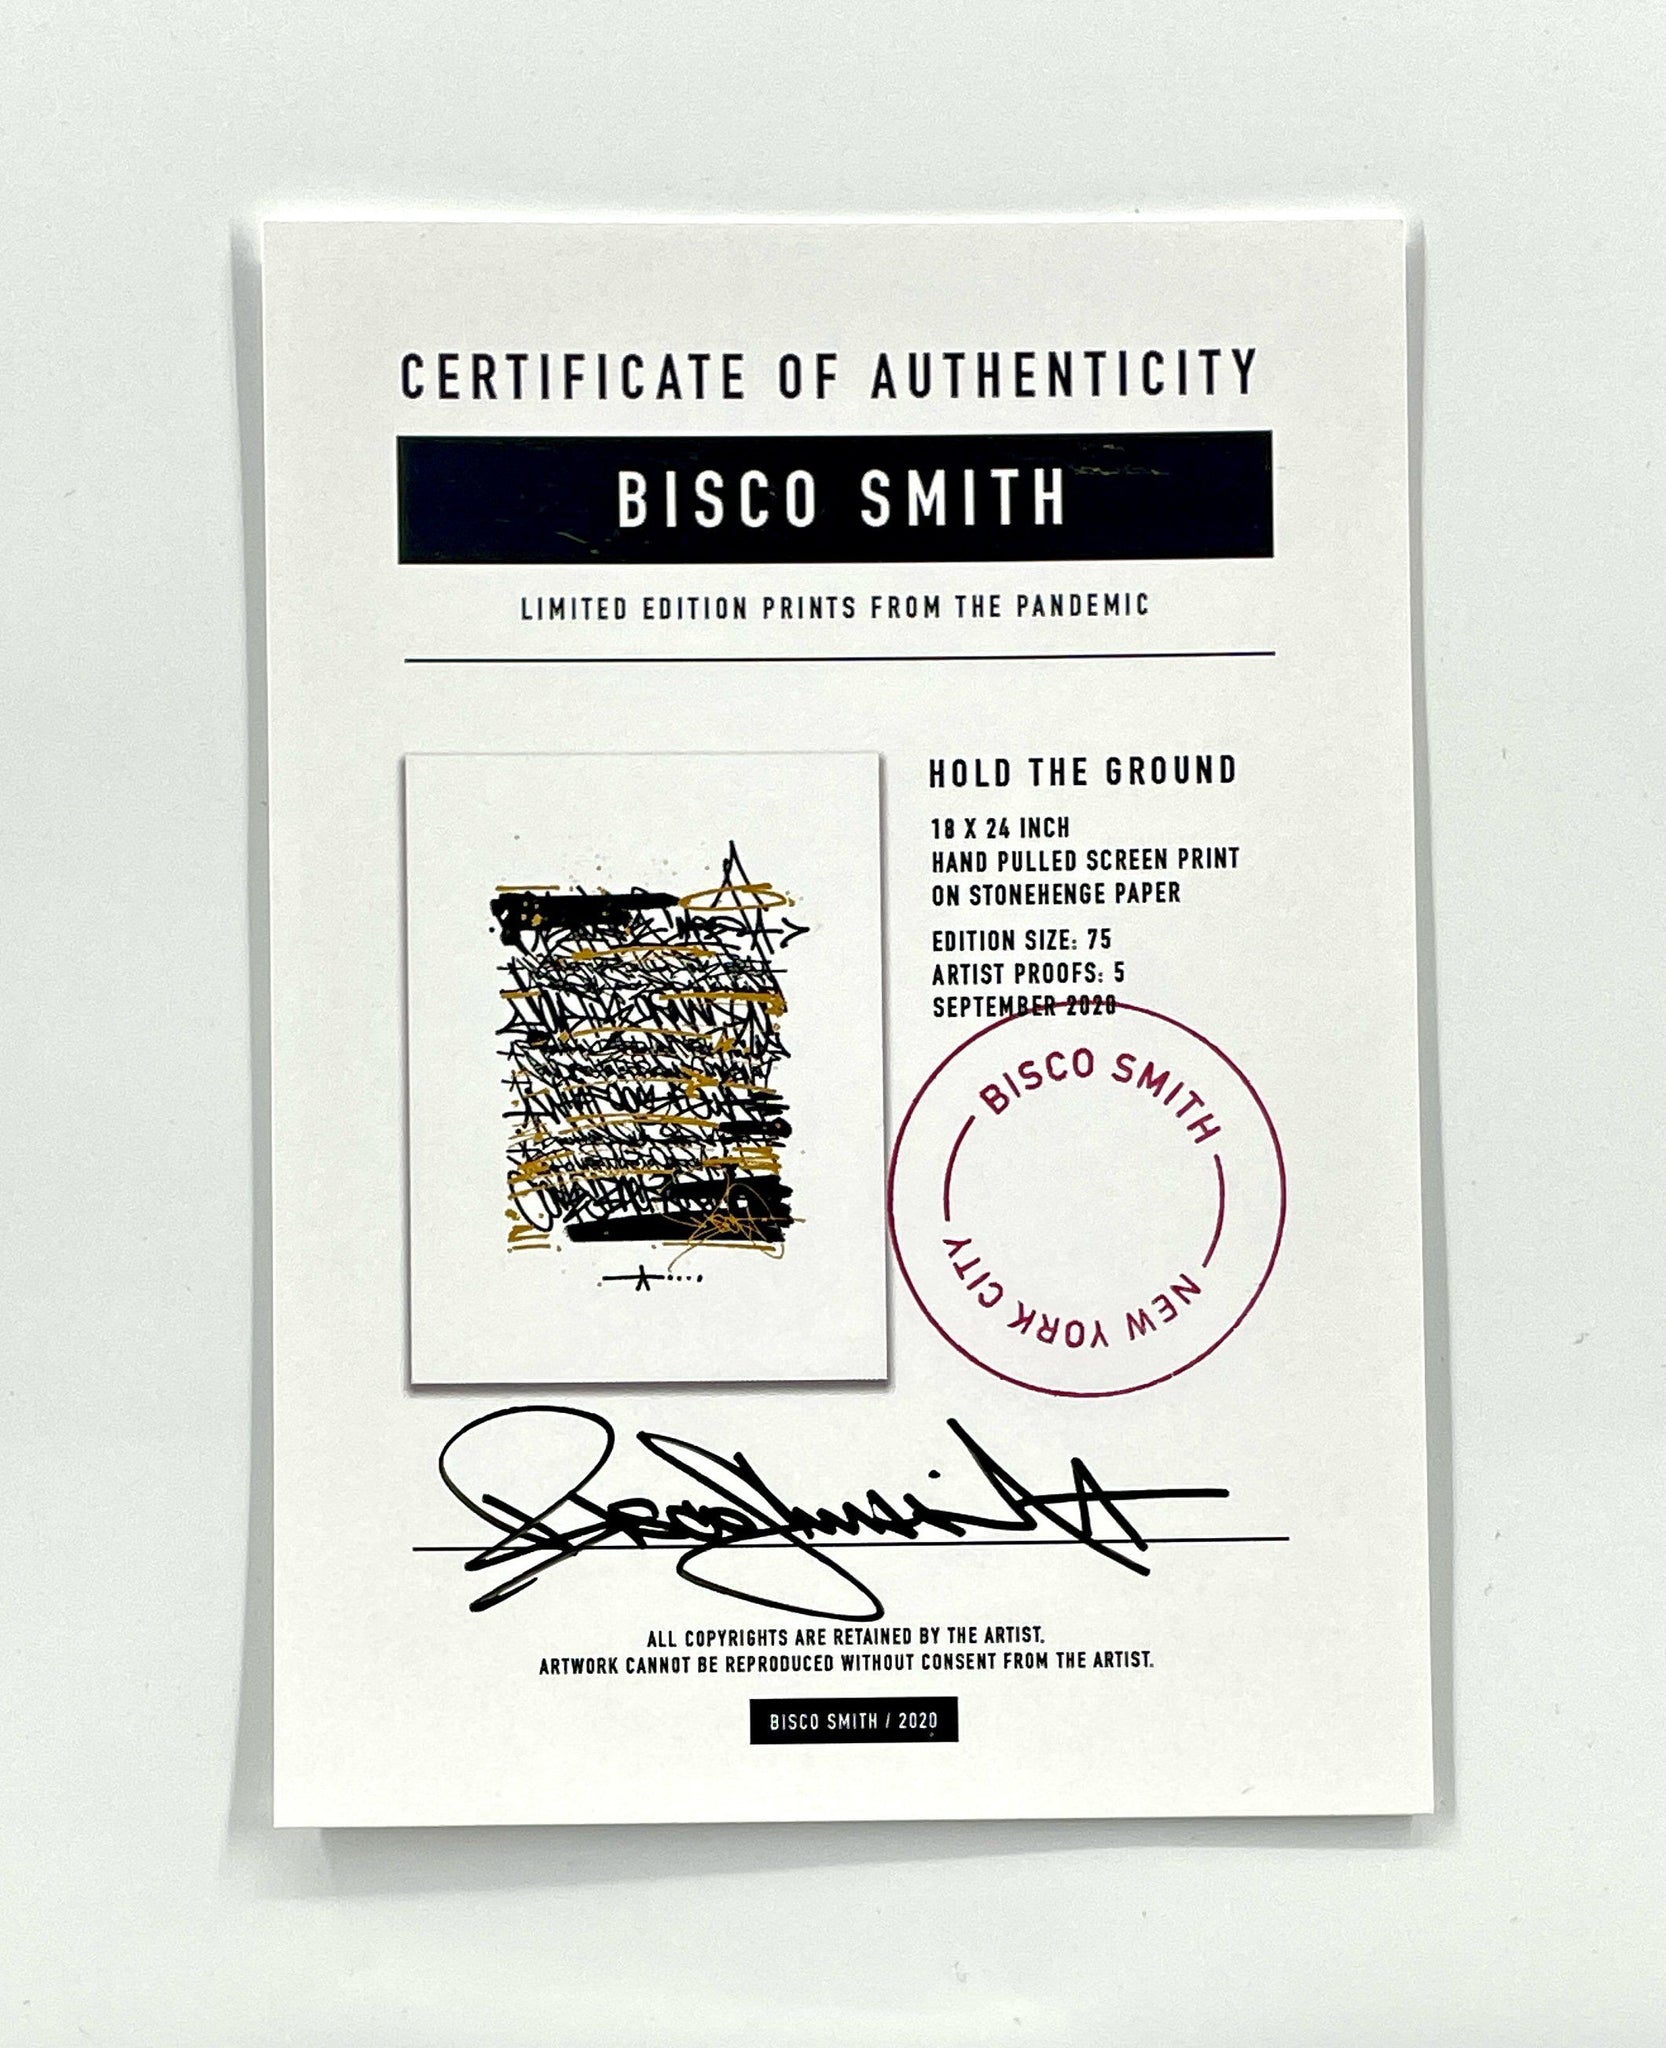 CERTIFICATE OF AUTHENTICITY
BISCO SMITH
LIMITED EDITION PRINTS FROM THE PANDEMIC
HOLD THE GROUND
18 X 24 INCH
HAND PULLED SCREEN PRINT
ON STONEHENGE PAPER
EDITION SIZE: 75
ARTIST PROOFS: 5
SEPTEMBER 2020
BISCO SMITH
NEW YORK CITY
Bisco Smith
ALL COPYRIGHTS ARE RETAINED BY THE ARTIST.
ARTWORK CANNOT BE REPRODUCED WITHOUT CONSENT FROM THE ARTIST.
BISCO SMITH / 2020